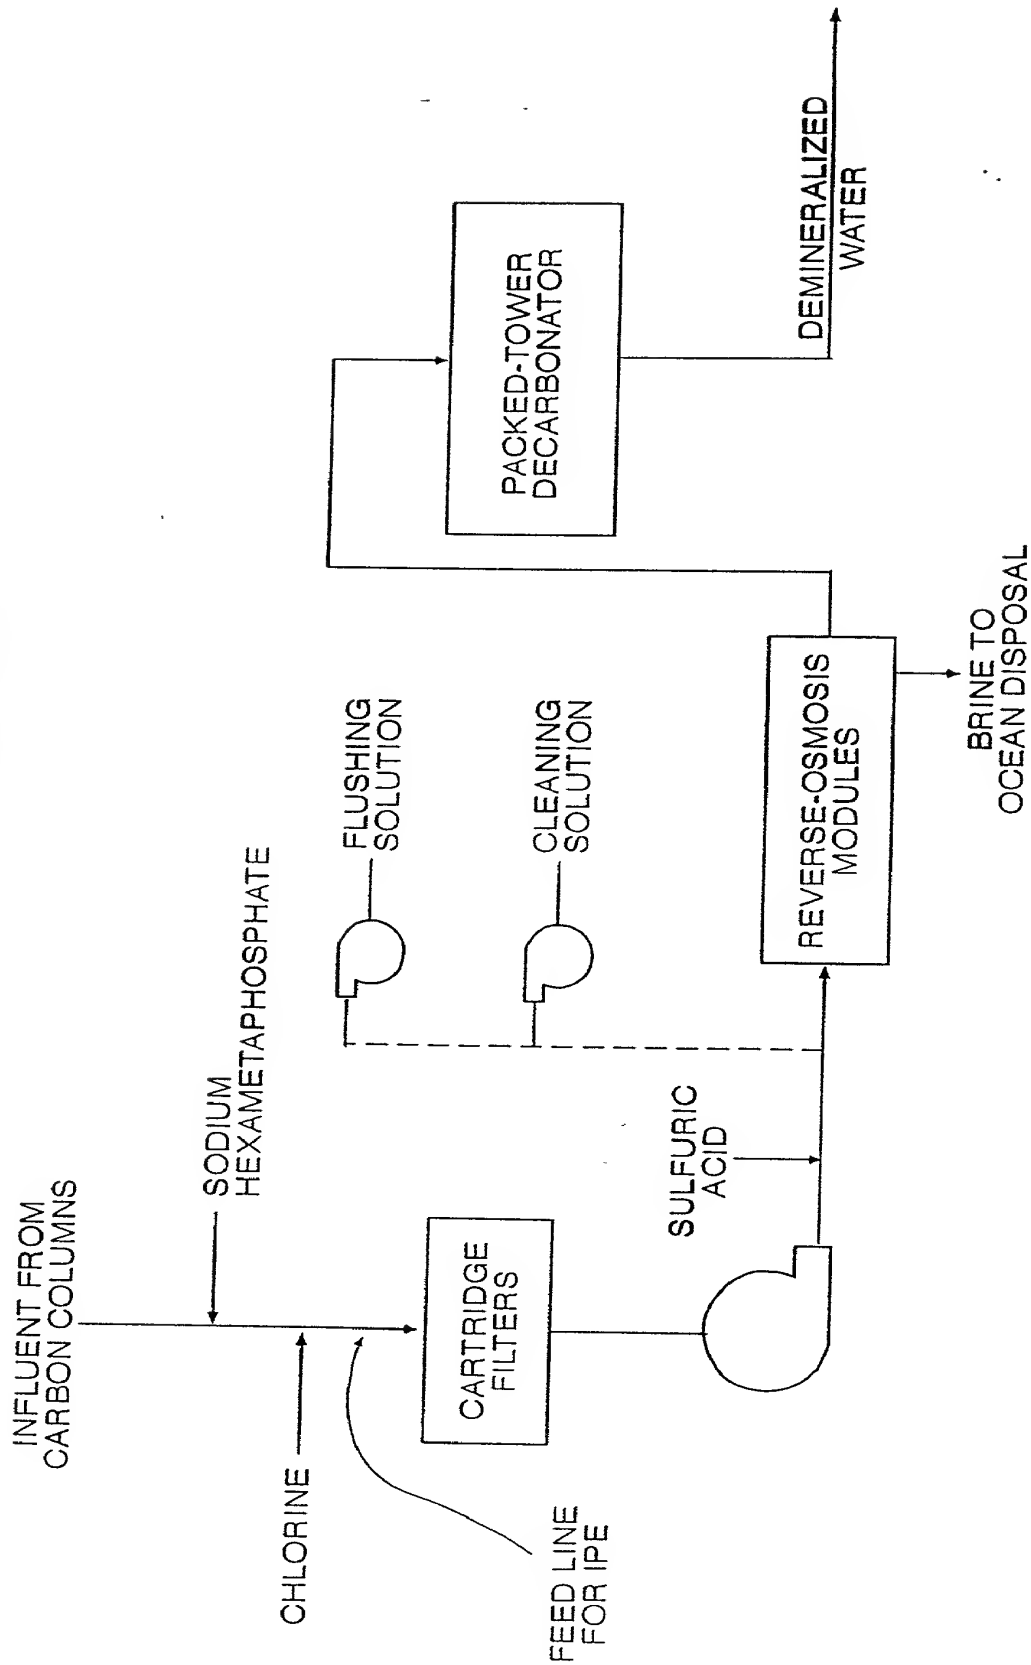 INFLUENT FROM
CARBON COLUMNS
SODIUM
HEXAMETAPHOSPHATE
CHLORINE
FEED LINE
FOR IPE
CARTRIDGE
FILTERS
SULFURIC
ACID
FLUSHING
SOLUTION
CLEANING
SOLUTION
REVERSE-OSMOSIS
MODULES
BRINE TO
OCEAN DISPOSAL
PACKED-TOWER
DECARBONATOR
DEMINERALIZED
WATER